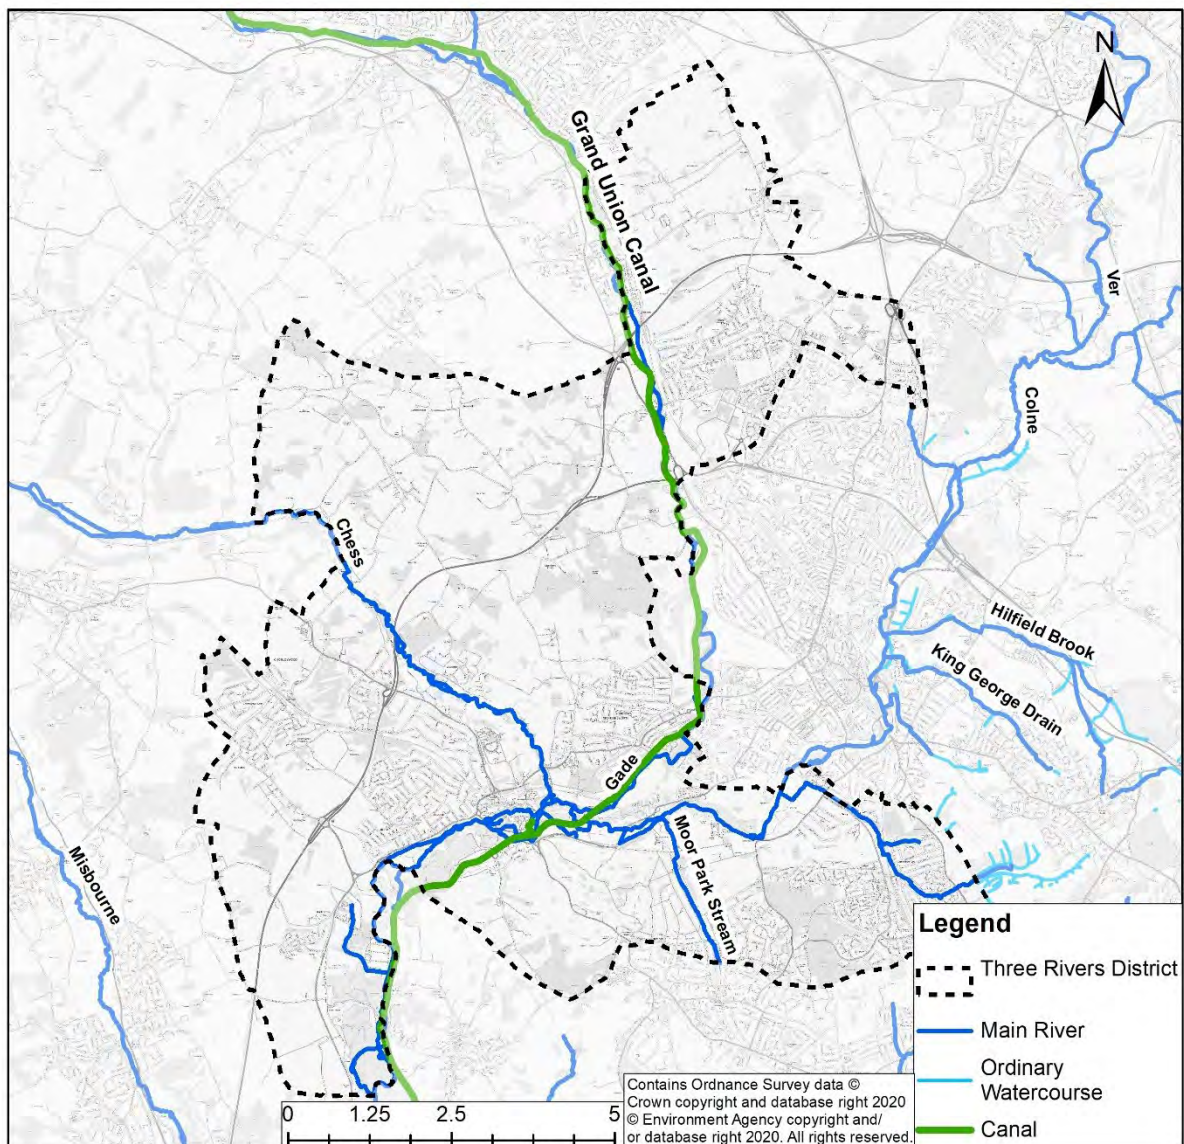 N
Grand Union Canal
Ver
Colne
Chess
Hilfield Brook
King George Drain
Gade
Moor Park Stream
Misbourne
Legend
Three Rivers District
Main River
Ordinary
Watercourse
Canal
Contains Ordnance Survey data ©
Crown copyright and database right 2020
© Environment Agency copyright and/
or database right 2020. All rights reserved.
0 1.25 2.5 5